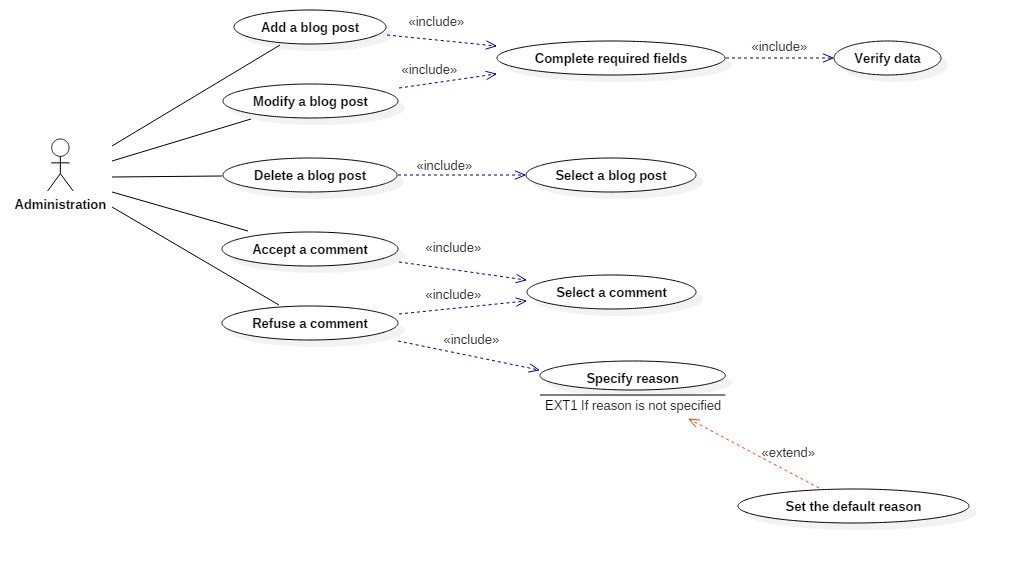 Add a blog post
«include»
Complete required fields
«include»
Verify data
«include»
Modify a blog post
Administration
Delete a blog post
«include»
Select a blog post
Accept a comment
«include»
Select a comment
«include»
Refuse a comment
«include»
Specify reason
EXT1 If reason is not specified
«extend»
Set the default reason